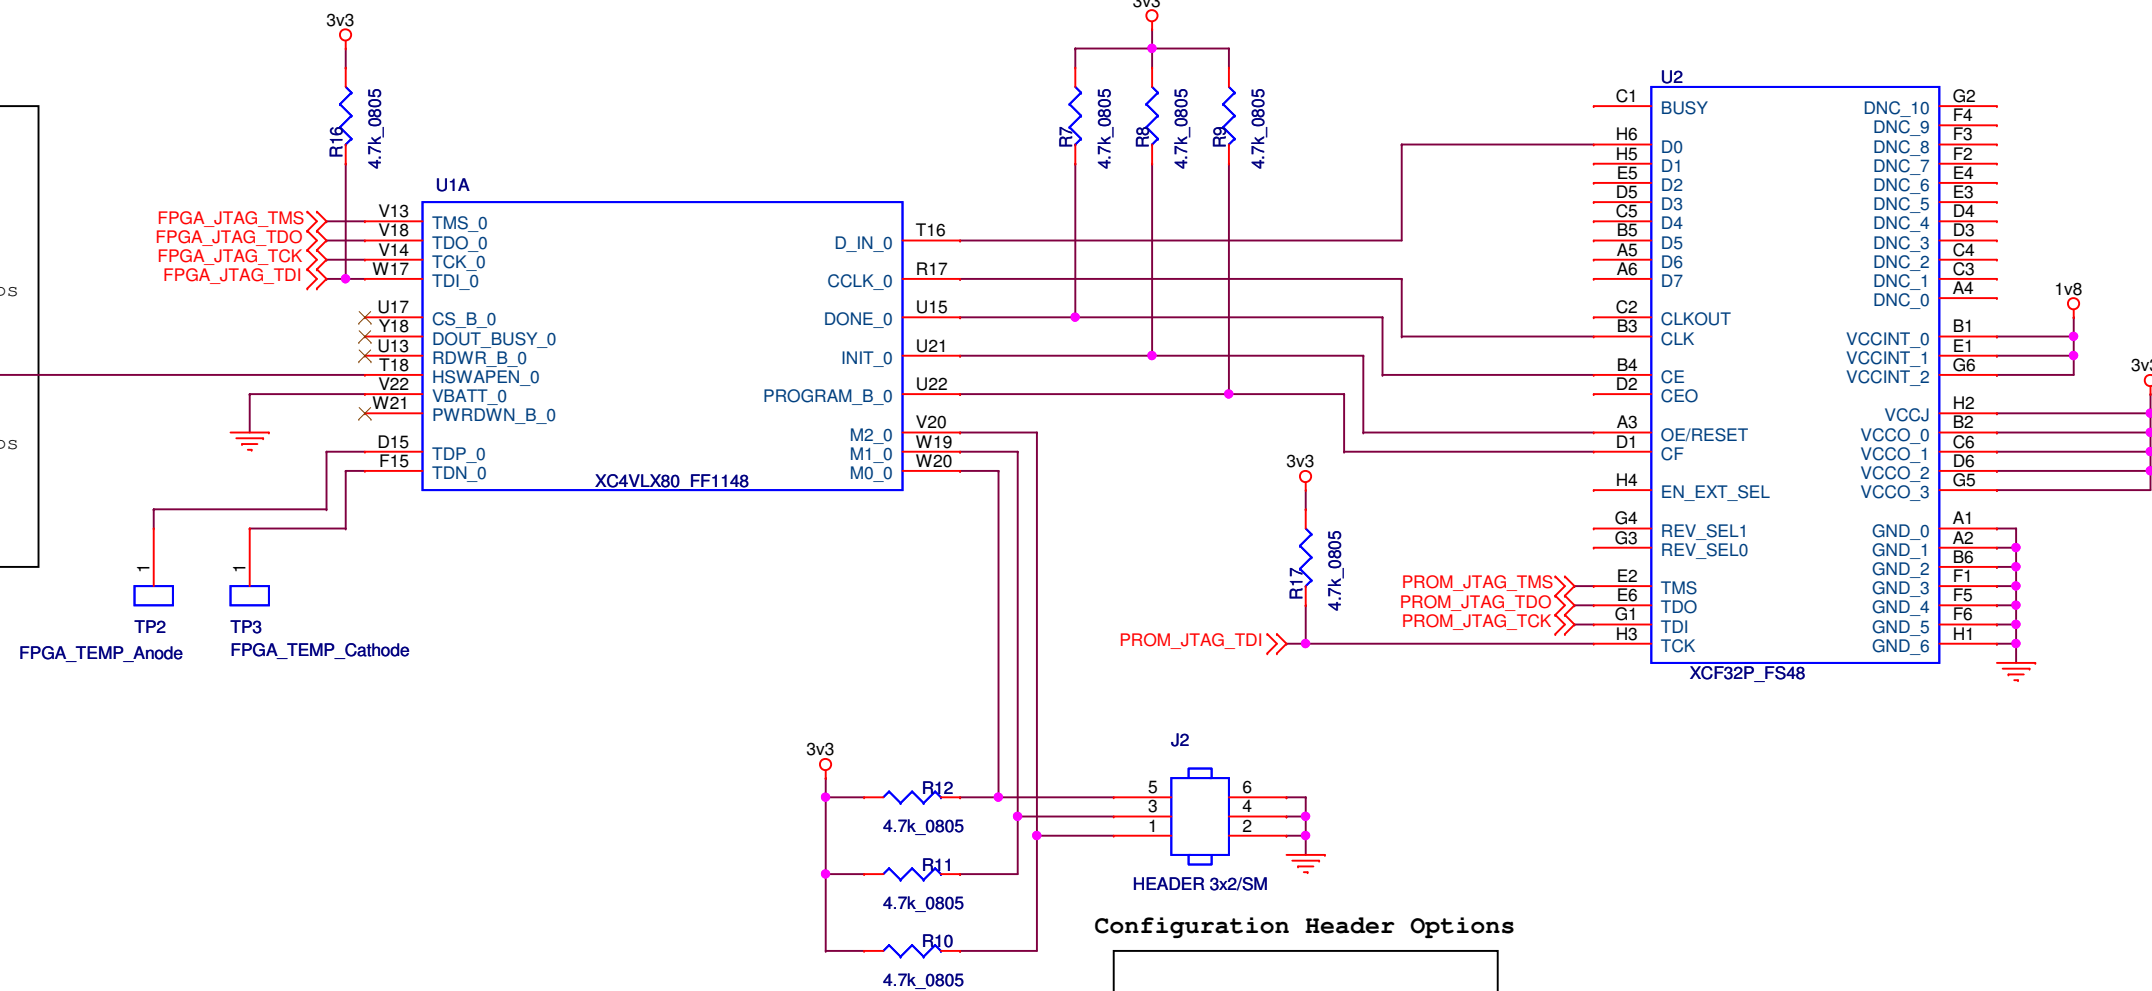 3v3
R16
4.7k_0805
3v3
R7
4.7k_0805
R8
4.7k_0805
R9
4.7k_0805
U1A
FPGA_JTAG_TMS
FPGA_JTAG_TDO
FPGA_JTAG_TCK
FPGA_JTAG_TDI
V13 TMS_0
V18 TDO_0
V14 TCK_0
W17 TDI_0
U17 CS_B_0
Y18 DOUT_BUSY_0
U13 RDWR_B_0
T18 HSWAPEN_0
V22 VBATT_0
W21 PWRDWN_B_0
D15 TDP_0
F15 TDN_0
D_IN_0 T16
CCLK_0 R17
DONE_0 U15
INIT_0 U21
PROGRAM_B_0 U22
M2_0 V20
M1_0 W19
M0_0 W20
XC4VLX80_FF1148
1
TP2
FPGA_TEMP_Anode
1
TP3
FPGA_TEMP_Cathode
U2
C1 BUSY
H6 D0
H5 D1
E5 D2
D5 D3
C5 D4
B5 D5
A5 D6
A6 D7
C2 CLKOUT
B3 CLK
B4 CE
D2 CEO
A3 OE/RESET
D1 CF
H4 EN_EXT_SEL
G4 REV_SEL1
G3 REV_SEL0
E2 TMS
E6 TDO
G1 TDI
H3 TCK
DNC_10 G2
DNC_9 F4
DNC_8 F3
DNC_7 F2
DNC_6 E4
DNC_5 E3
DNC_4 D4
DNC_3 D3
DNC_2 C4
DNC_1 C3
DNC_0 A4
VCCINT_0 B1
VCCINT_1 E1
VCCINT_2 G6
VCCJ H2
VCCO_0 B2
VCCO_1 C6
VCCO_2 D6
VCCO_3 G5
GND_0 A1
GND_1 A2
GND_2 B6
GND_3 F1
GND_4 F5
GND_5 F6
GND_6 H1
XCF32P_FS48
1v8
3v3
R17
4.7k_0805
PROM_JTAG_TMS
PROM_JTAG_TDO
PROM_JTAG_TCK
PROM_JTAG_TDI
3v3
R12
4.7k_0805
R11
4.7k_0805
R10
4.7k_0805
J2
5 6
3 4
1 2
HEADER 3x2/SM
Configuration Header Options